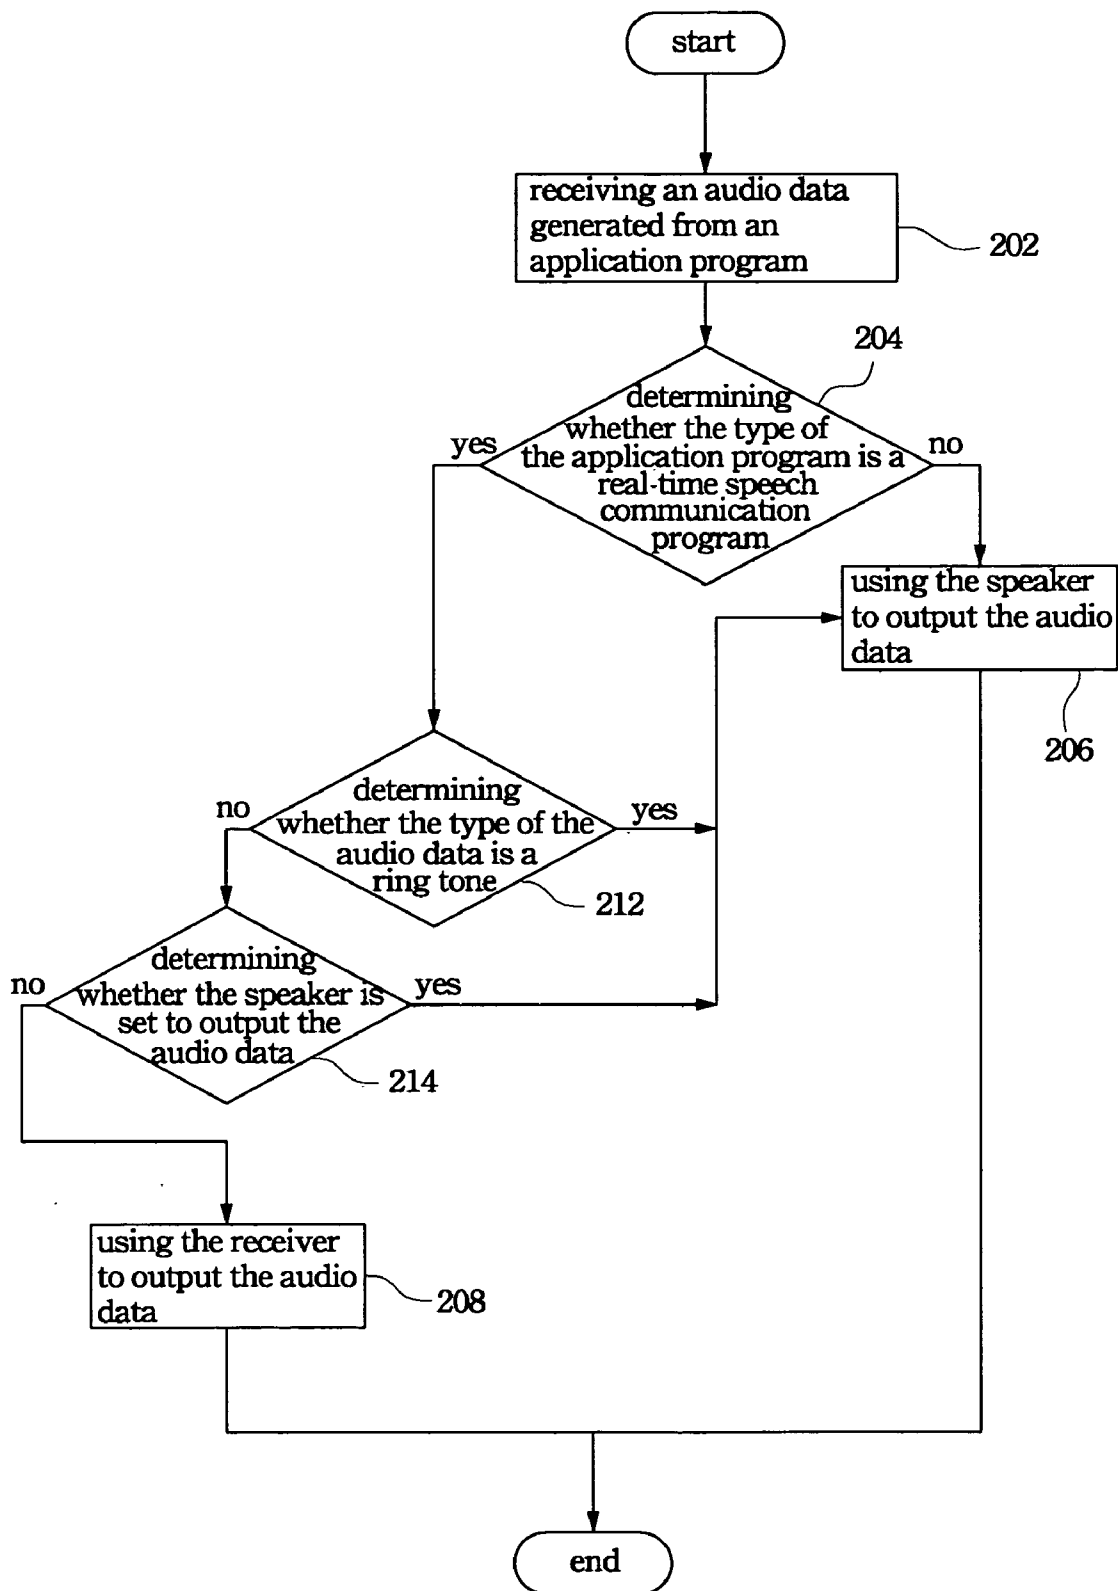 start
receiving an audio data
generated from an
application program
202
204
determining
whether the type of
the application program is a
real-time speech
communication
program
yes
no
using the speaker
to output the audio
data
206
determining
whether the type of the
audio data is a
ring tone
no
yes
212
determining
whether the speaker is
set to output the
audio data
no
yes
214
using the receiver
to output the audio
data
208
end